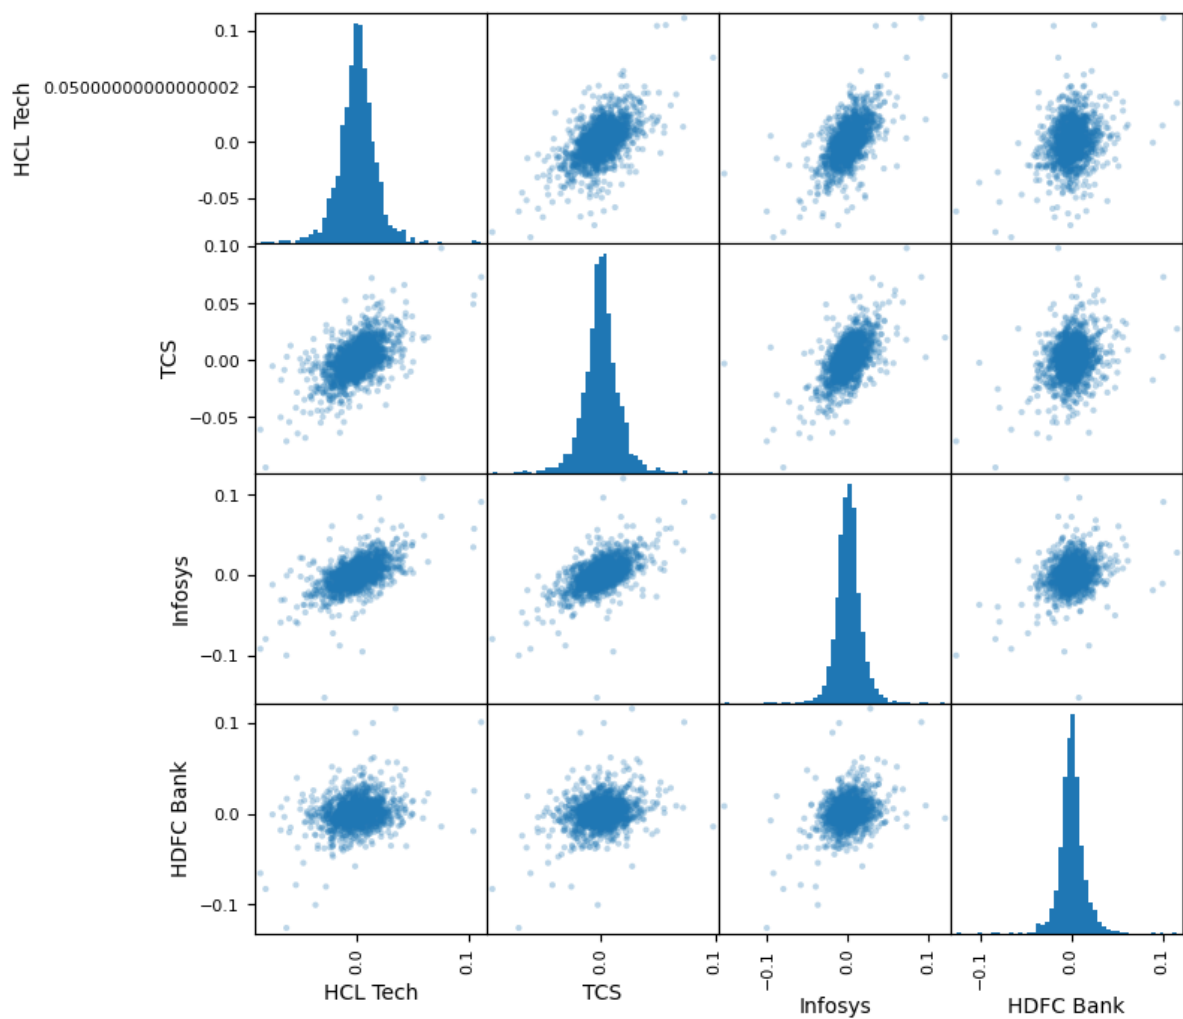 0.1
0.05000000000000002
0.0
-0.05
HCL Tech
0.10
0.05
0.00
−0.05
TCS
0.1
0.0
−0.1
Infosys
0.1
0.0
−0.1
HDFC Bank
0.0 0.1 0.0 0.1 −0.1 0.0 0.1 −0.1 0.0 0.1
HCL Tech TCS Infosys HDFC Bank